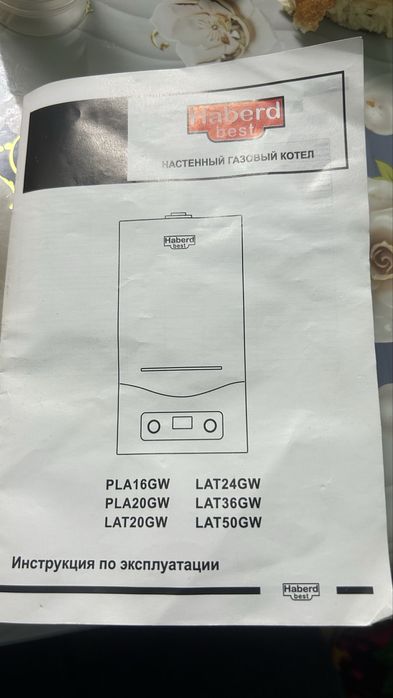 Haberd
best
НАСТЕННЫЙ ГАЗОВЫЙ КОТЕЛ
Haberd
best
PLA16GW LAT24GW
PLA20GW LAT36GW
LAT20GW LAT50GW
Инструкция по эксплуатации
Haberd
best